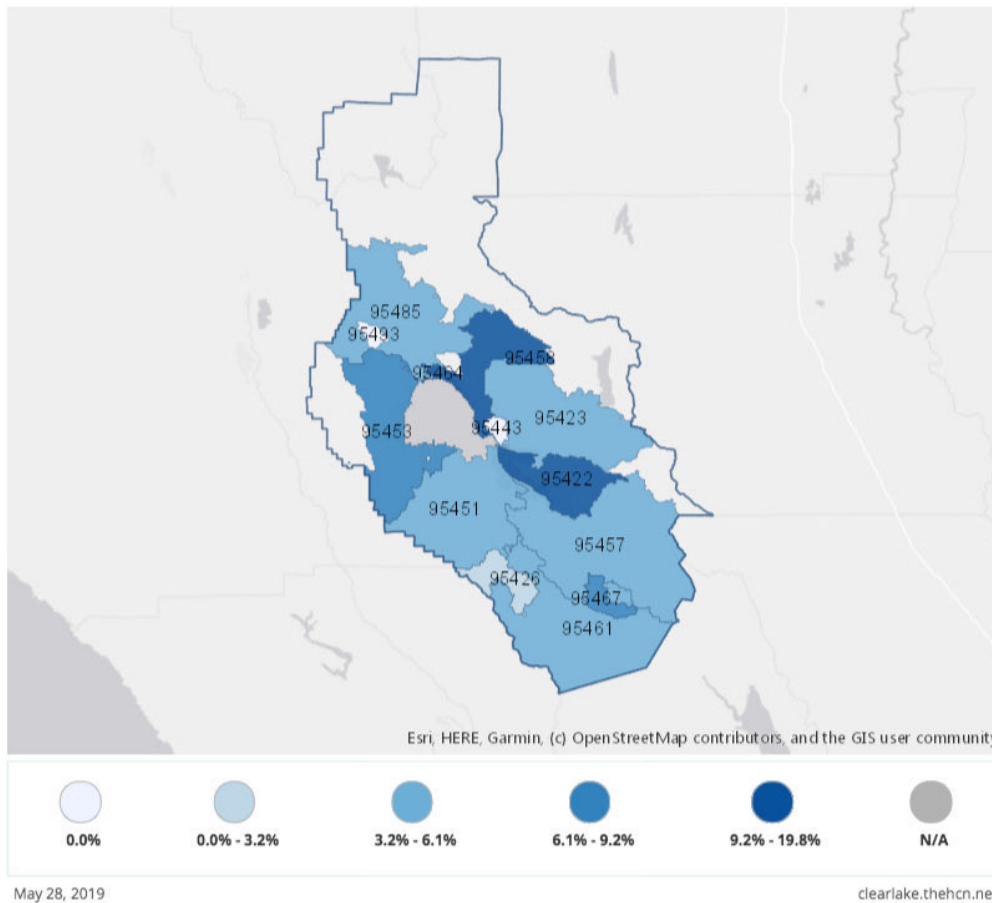 95485
95493
95458
95464
95423
95443
95453
95422
95451
95457
95426
95467
95461
Esri, HERE, Garmin, (c) OpenStreetMap contributors, and the GIS user community
0.0%
0.0% - 3.2%
3.2% - 6.1%
6.1% - 9.2%
9.2% - 19.8%
N/A
May 28, 2019
clearlake.thehcn.ne